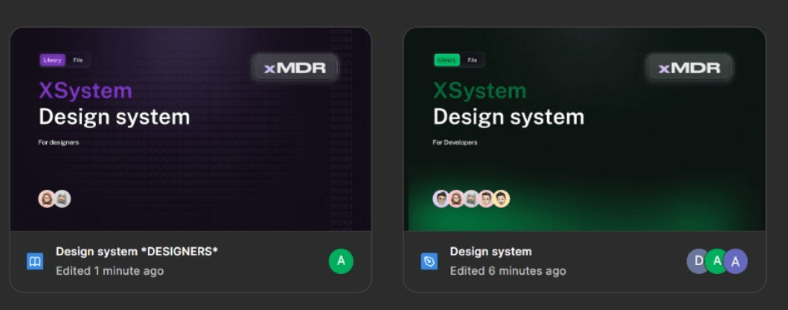 Library File
xMDR
XSystem
Design system
For designers
Design system *DESIGNERS*
Edited 1 minute ago
A
Library File
xMDR
XSystem
Design system
For Developers
Design system
Edited 6 minutes ago
D A A